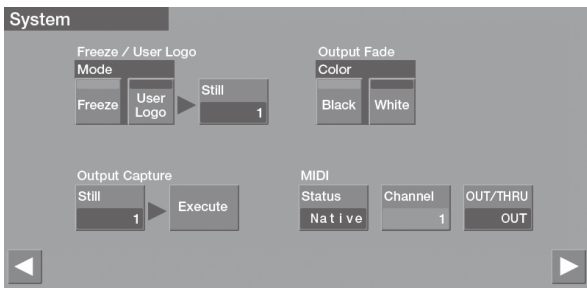 System
Freeze / User Logo
Mode
Freeze
User
Logo
Still
1
Output Fade
Color
Black
White
Output Capture
Still
1
Execute
MIDI
Status
Native
Channel
1
OUT/THRU
OUT